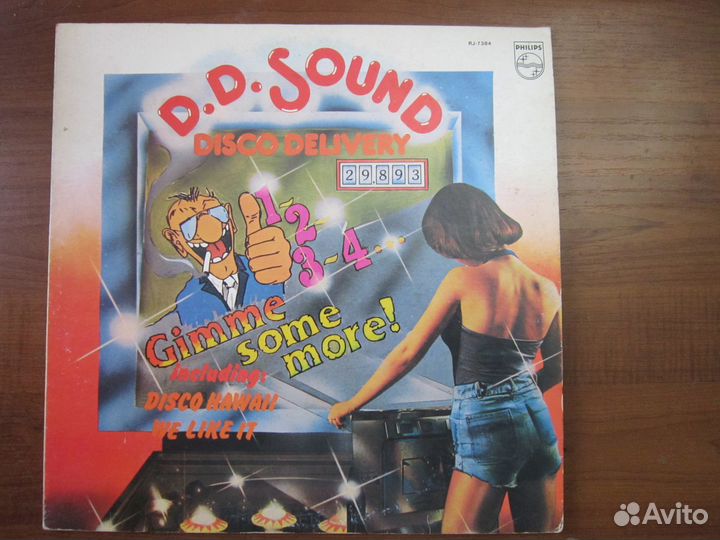 RJ-7384
PHILIPS
D.D. SOUND
DISCO DELIVERY
29.893
1-2-
3-4...
Gimme
some
more!
including:
DISCO HAWAII
WE LIKE IT
Avito